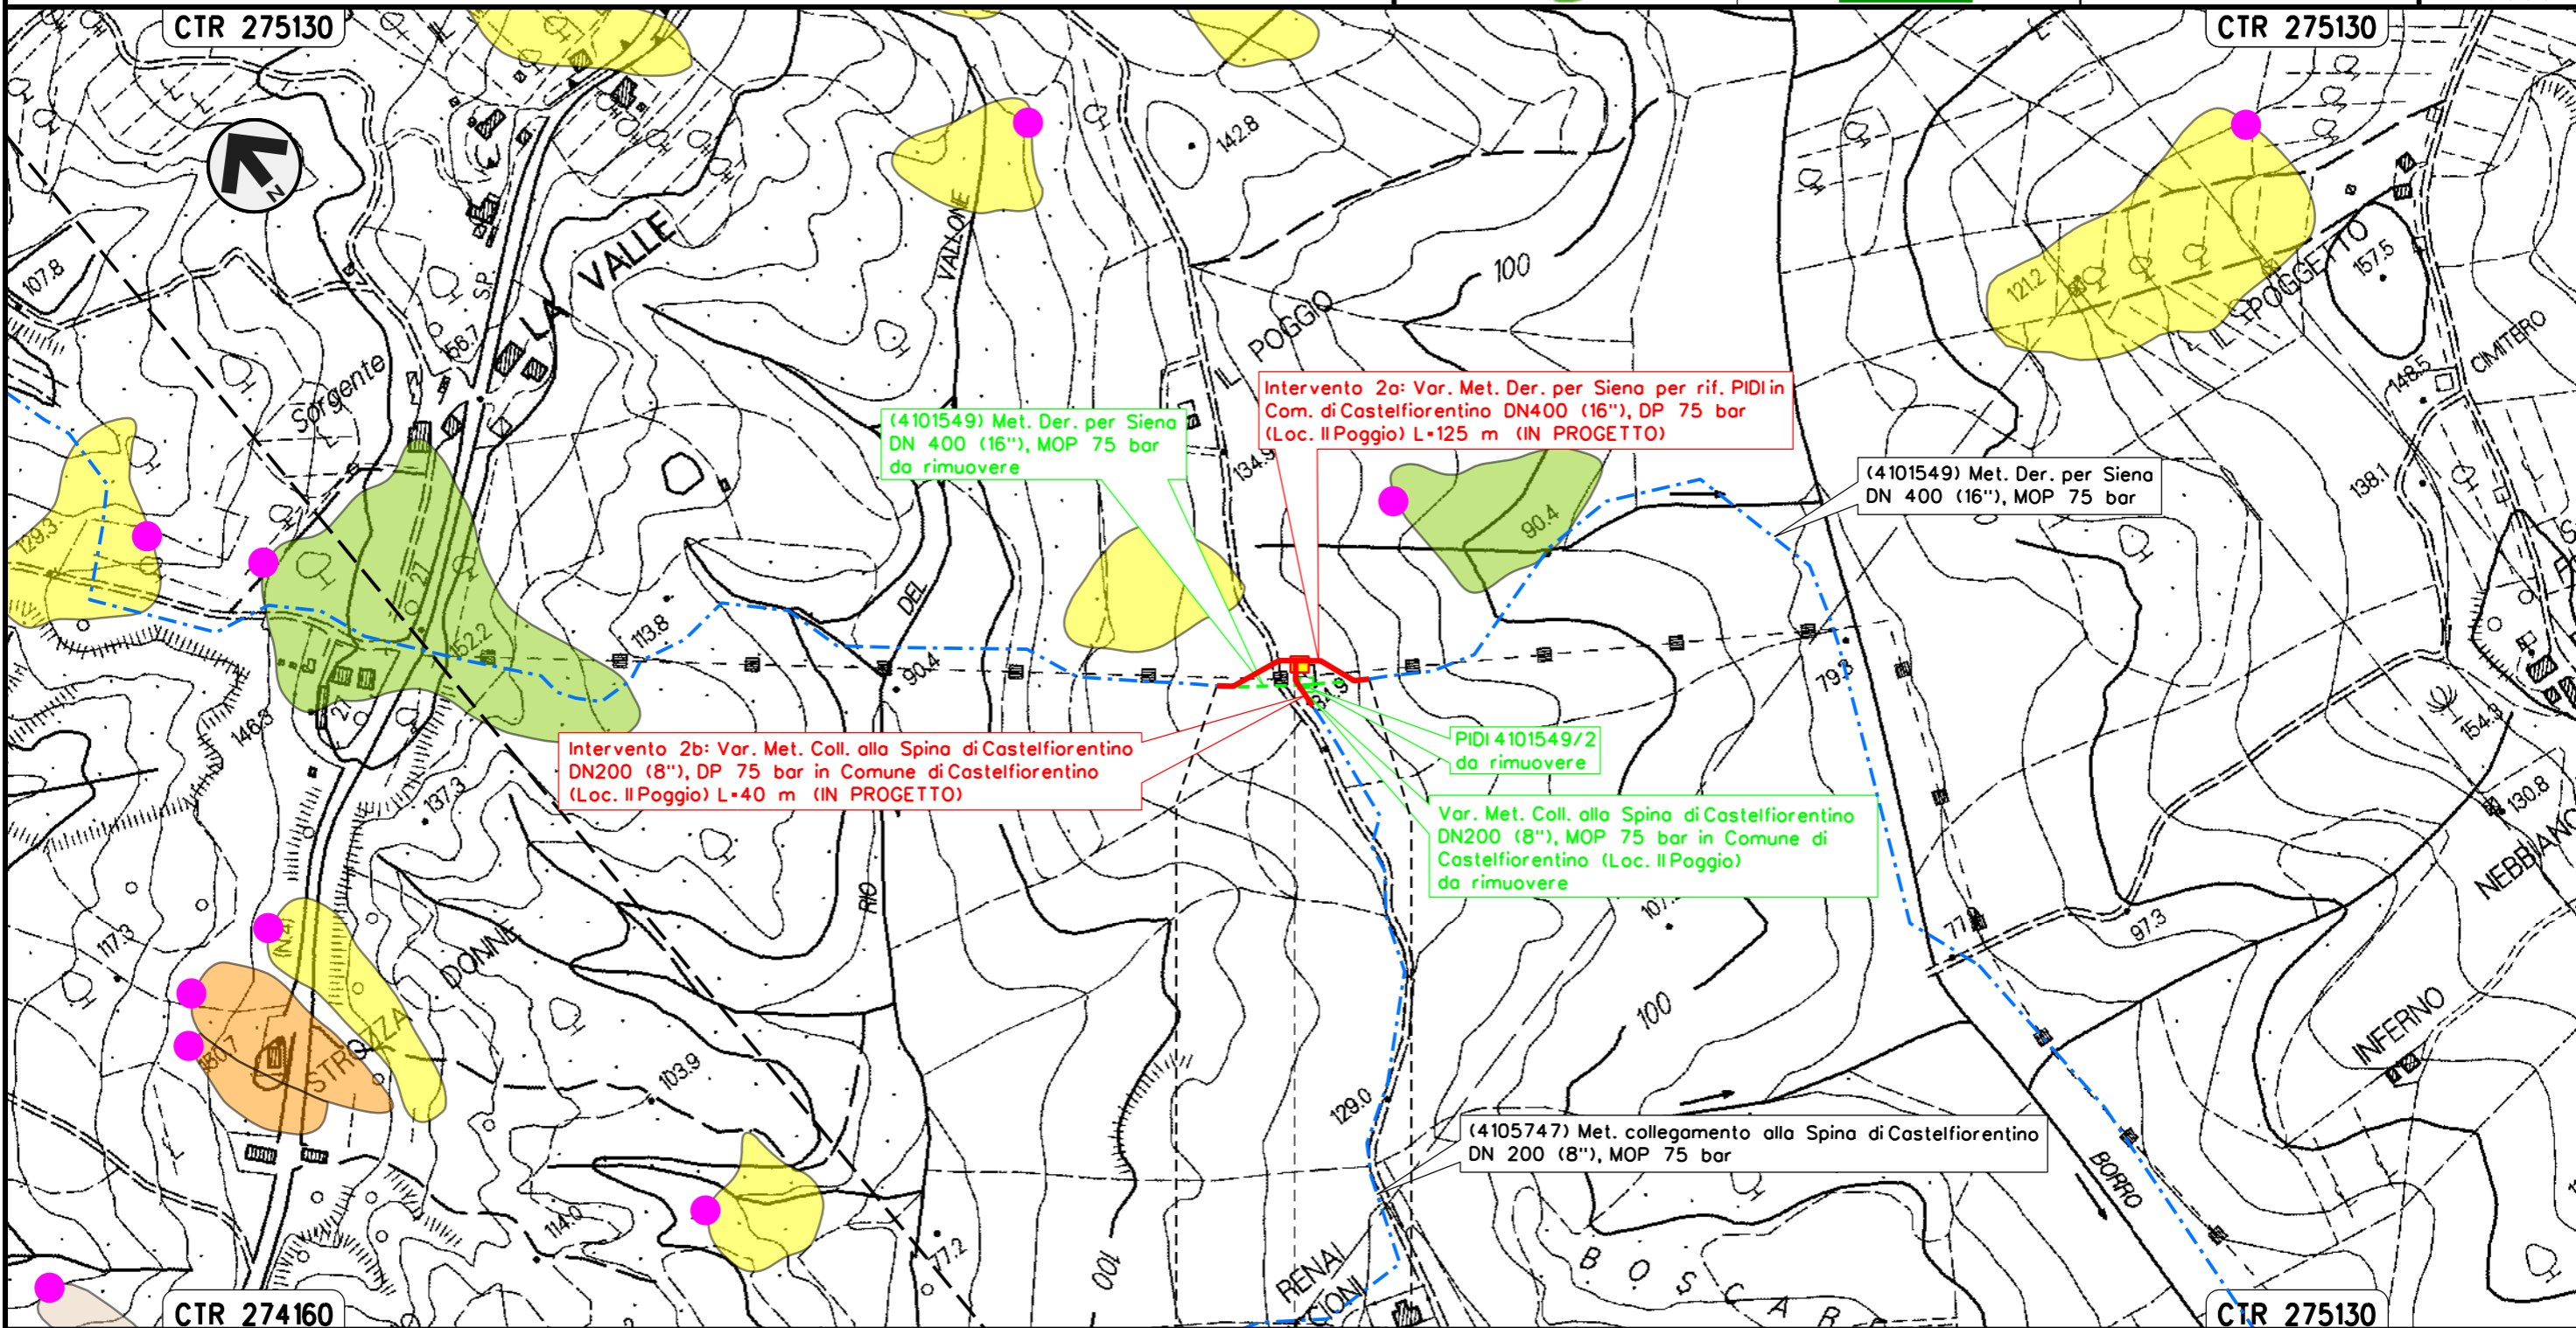 CTR 275130
CTR 275130
N
107.8
142.8
SP
LA VALLE
VALLONE
100
121.2
IL POGGETTO
157.5
CIMITERO
Sorgente
IL POGGIO
148.5
Intervento 2a: Var. Met. Der. per Siena per rif. PIDI in
Com. di Castelfiorentino DN400 (16"), DP 75 bar
(Loc. Il Poggio) L=125 m (IN PROGETTO)
(4101549) Met. Der. per Siena
DN 400 (16"), MOP 75 bar
da rimuovere
134.9
(4101549) Met. Der. per Siena
DN 400 (16"), MOP 75 bar
138.1
129.3
90.4
27
DEL
152.2
113.8
90.4
79.3
146.3
21
154.3
Intervento 2b: Var. Met. Coll. alla Spina di Castelfiorentino
DN200 (8"), DP 75 bar in Comune di Castelfiorentino
(Loc. Il Poggio) L=40 m (IN PROGETTO)
PIDI 4101549/2
da rimuovere
137.3
130.8
Var. Met. Coll. alla Spina di Castelfiorentino
DN200 (8"), MOP 75 bar in Comune di
Castelfiorentino (Loc. Il Poggio)
da rimuovere
NEBBIANO
RIO
117.3
(N.4)
DONNE
97.3
100
INFERNO
STROZZA
103.9
129.0
(4105747) Met. collegamento alla Spina di Castelfiorentino
DN 200 (8"), MOP 75 bar
BORRO
114.0
77.2
100
RENAI
CIONI
BOSCAR
CTR 274160
CTR 275130